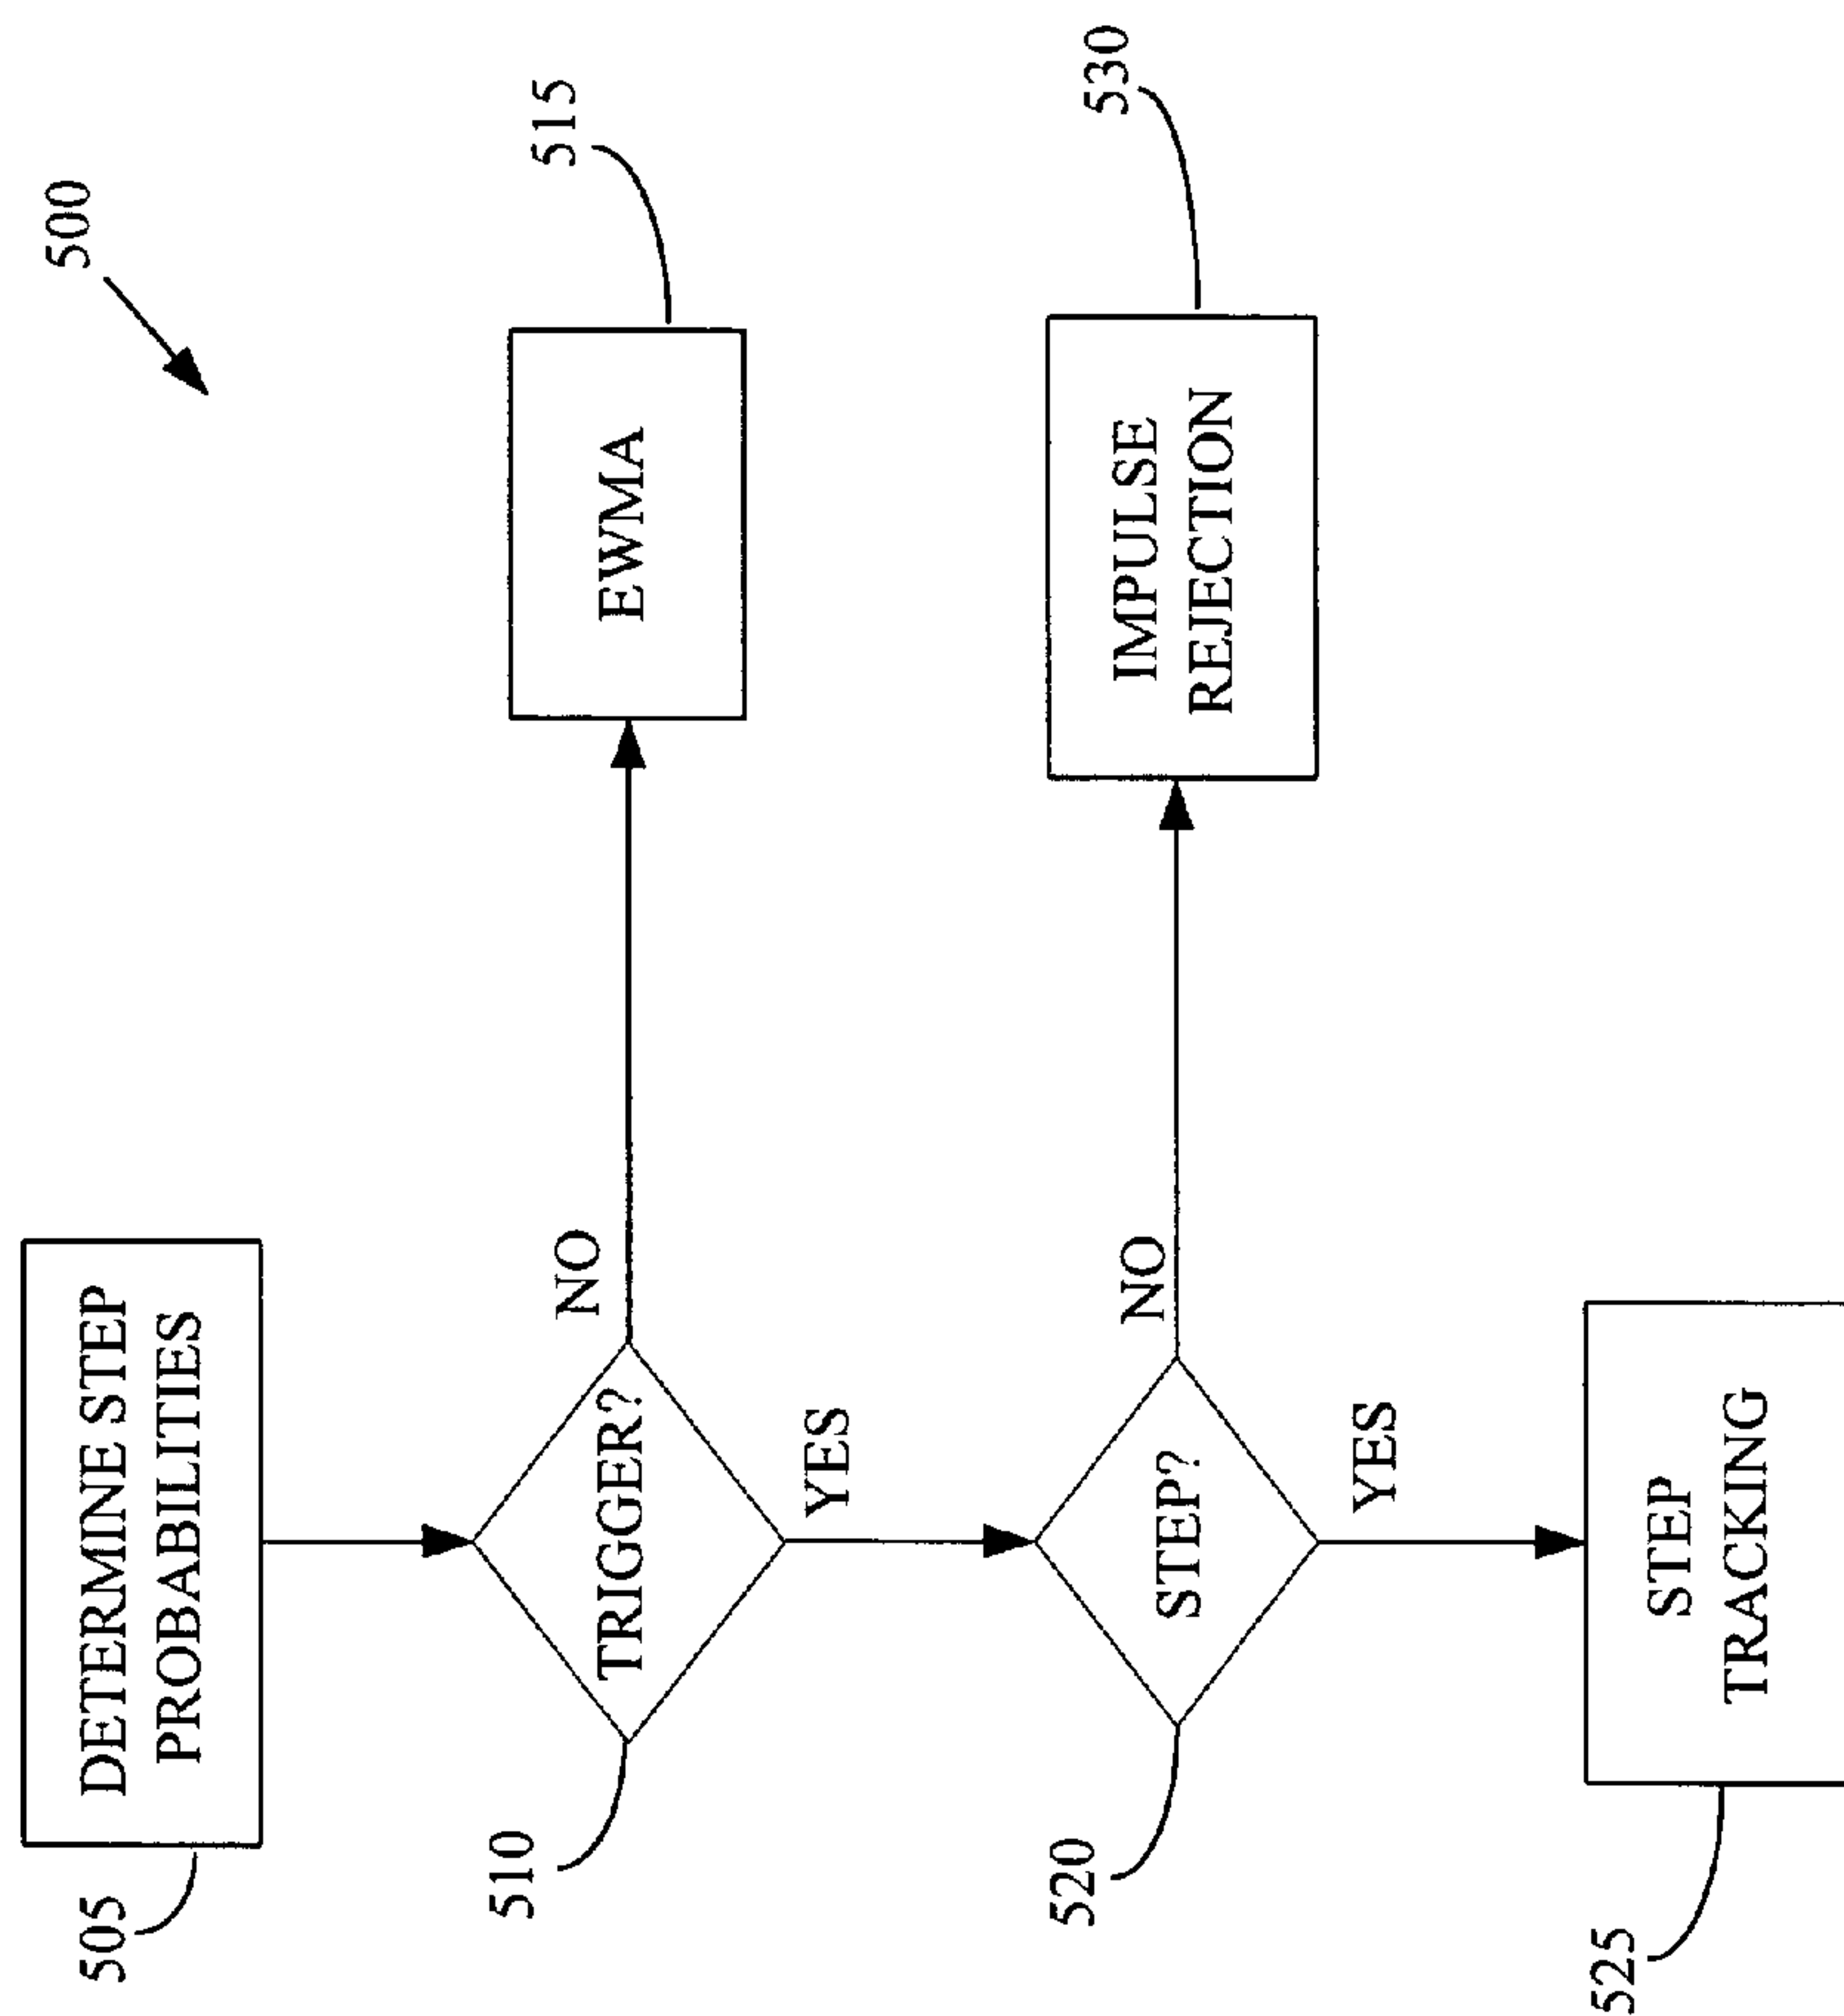 500
DETERMINE STEP
PROBABILITIES
505
TRIGGER?
510
NO
EWMA
515
YES
STEP?
520
NO
IMPULSE
REJECTION
530
YES
STEP
TRACKING
525